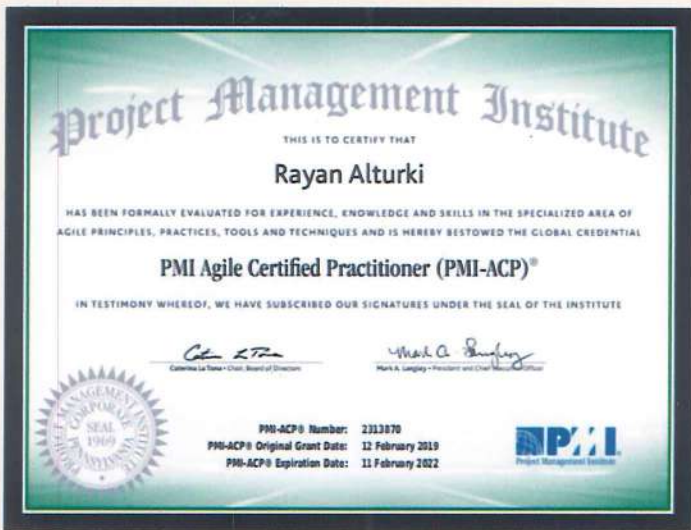 Project Management Institute
THIS IS TO CERTIFY THAT
Rayan Alturki
HAS BEEN FORMALLY EVALUATED FOR EXPERIENCE, KNOWLEDGE AND SKILLS IN THE SPECIALIZED AREA OF
AGILE PRINCIPLES, PRACTICES, TOOLS AND TECHNIQUES AND IS HEREBY BESTOWED THE GLOBAL CREDENTIAL
PMI Agile Certified Practitioner (PMI-ACP)®
IN TESTIMONY WHEREOF, WE HAVE SUBSCRIBED OUR SIGNATURES UNDER THE SEAL OF THE INSTITUTE
Caterina La Tona • Chair, Board of Directors
Mark A. Langley • President and Chief Executive Officer
PROJECT MANAGEMENT INSTITUTE
CORPORATE
SEAL
1969
PENNSYLVANIA
PMI-ACP® Number: 2313870
PMI-ACP® Original Grant Date: 12 February 2019
PMI-ACP® Expiration Date: 11 February 2022
PMI
Project Management Institute